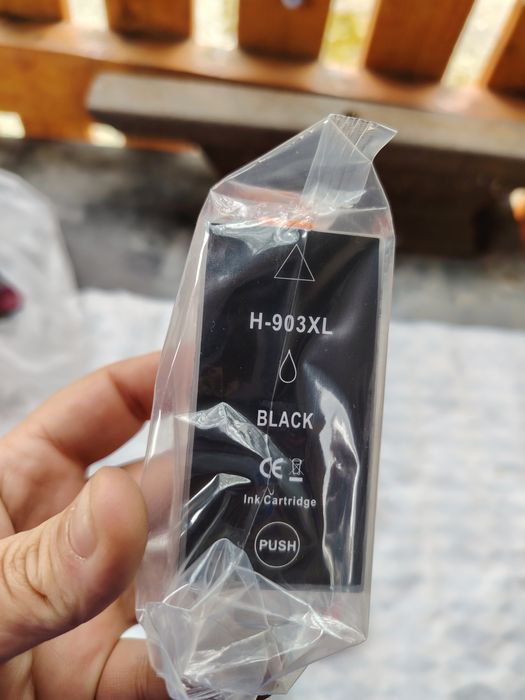 H-903XL
BLACK
CE
Ink Cartridge
PUSH